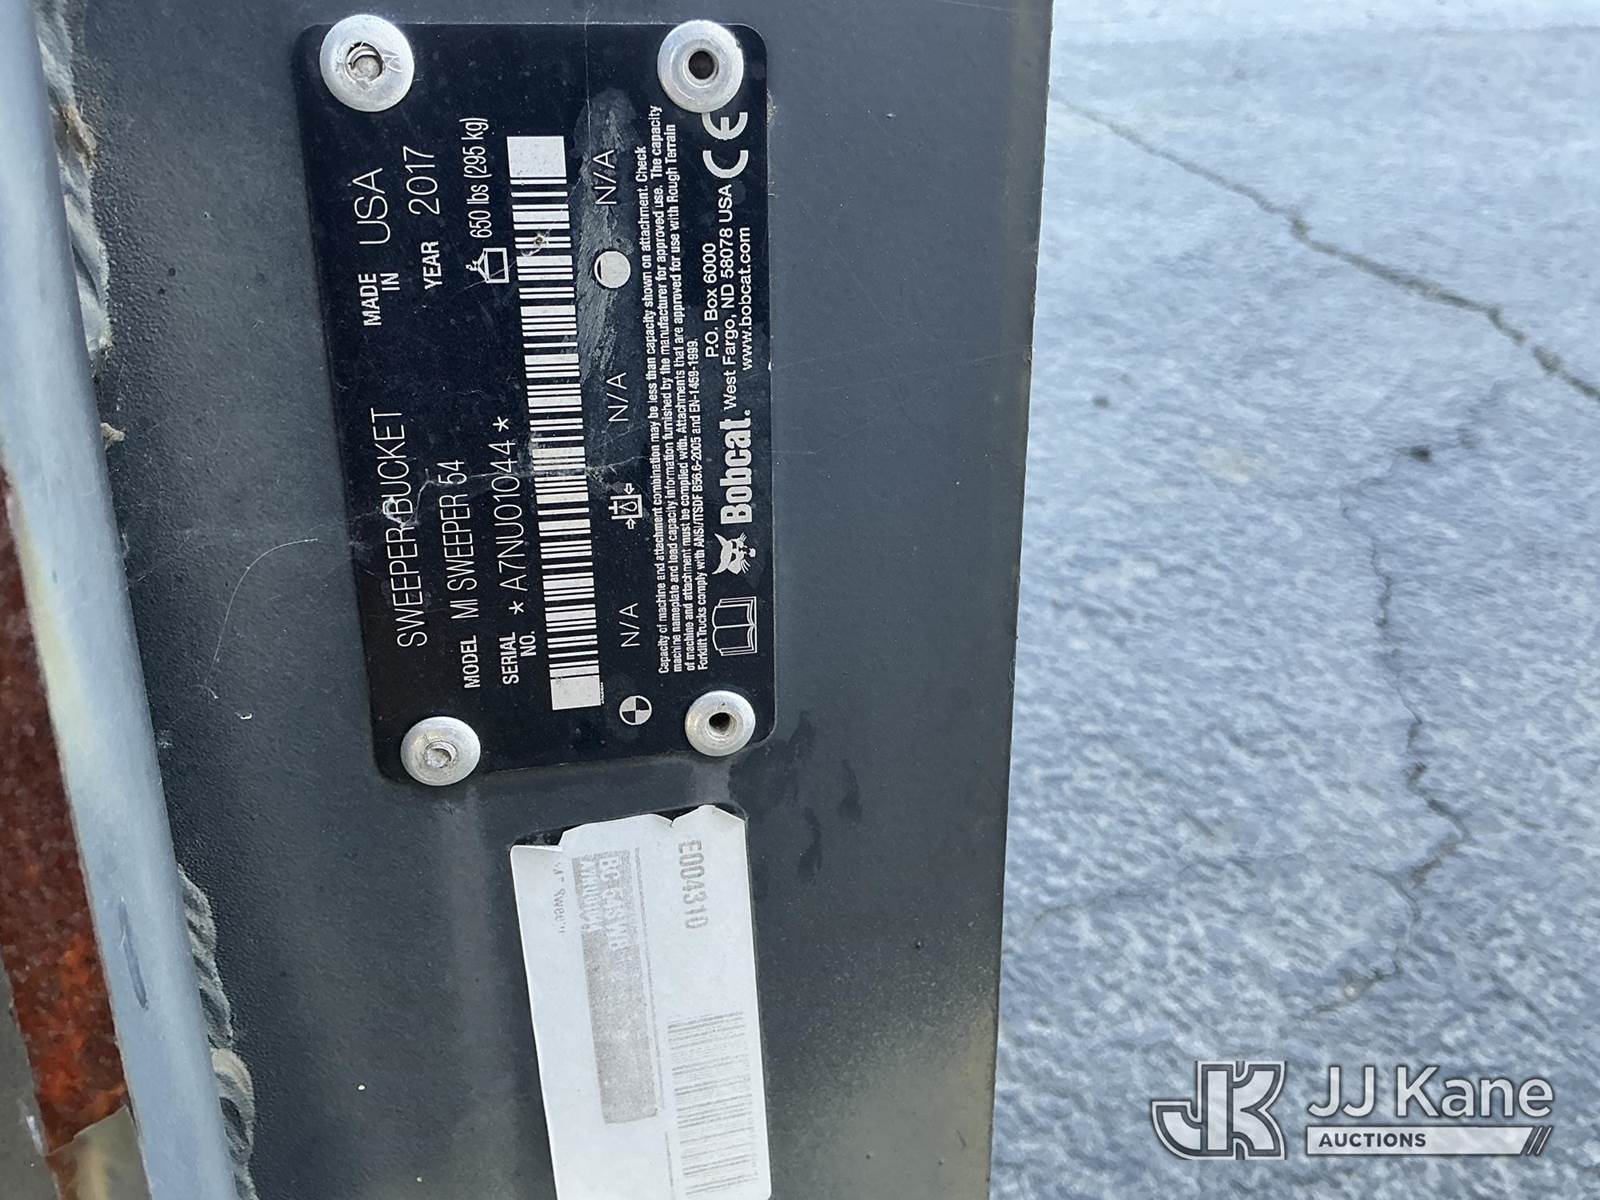 SWEEPER BUCKET
MADE IN USA
MODEL MI SWEEPER 54
YEAR 2017
SERIAL NO. *A7NU01044*
650 lbs (295 kg)
N/A
N/A
N/A
Capacity of machine and attachment combination may be less than capacity shown on attachment. Check
machine nameplate and load capacity information furnished by the manufacturer for approved use. The capacity
of machine and attachment must be complied with. Attachments that are approved for use with Rough Terrain
Forklift Trucks comply with ANSI/ITSDF B56.6-2005 and EN-1459-1999.
Bobcat.
P.O. Box 6000
West Fargo, ND 58078 USA
www.bobcat.com
CE
E004310
JJ Kane
AUCTIONS